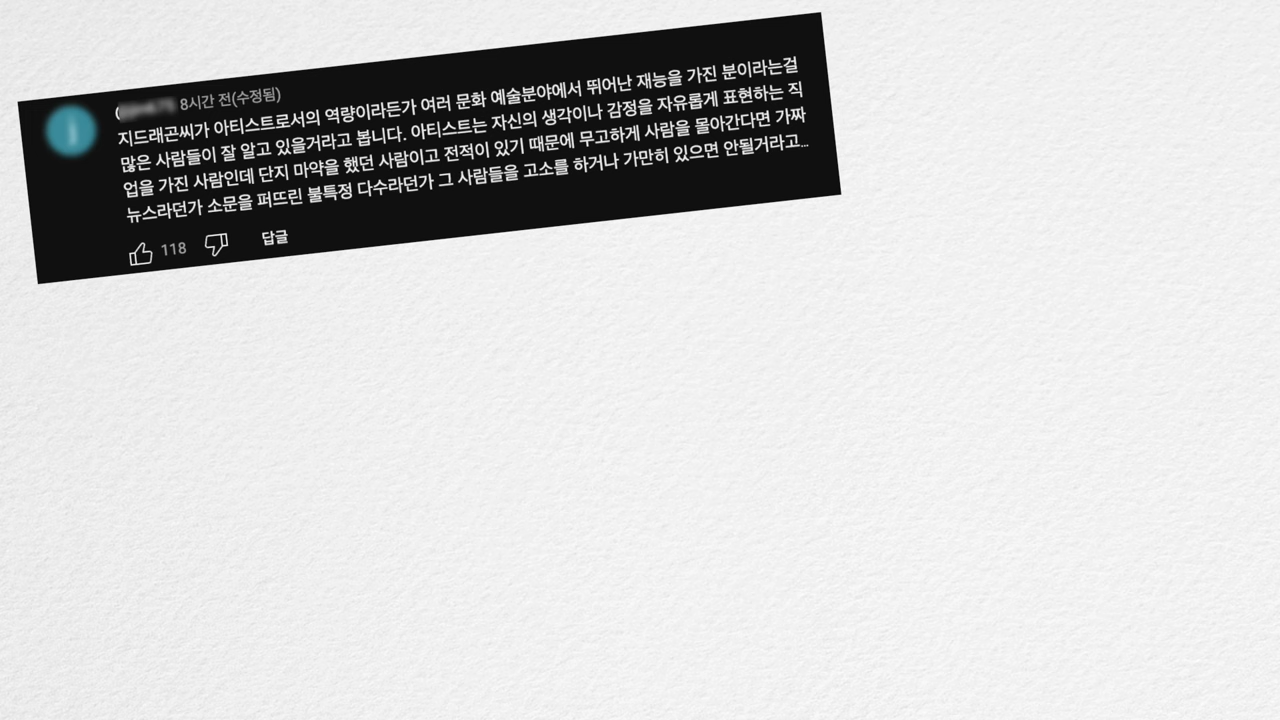 8시간 전(수정됨)
지드래곤씨가 아티스트로서의 역량이라든가 여러 문화 예술분야에서 뛰어난 재능을 가진 분이라는걸
많은 사람들이 잘 알고 있을거라고 봅니다. 아티스트는 자신의 생각이나 감정을 자유롭게 표현하는 직
업을 가진 사람인데 단지 마약을 했던 사람이고 전적이 있기 때문에 무고하게 사람을 몰아간다면 가짜
뉴스라던가 소문을 퍼뜨린 불특정 다수라던가 그 사람들을 고소를 하거나 가만히 있으면 안될거라고...
118 답글